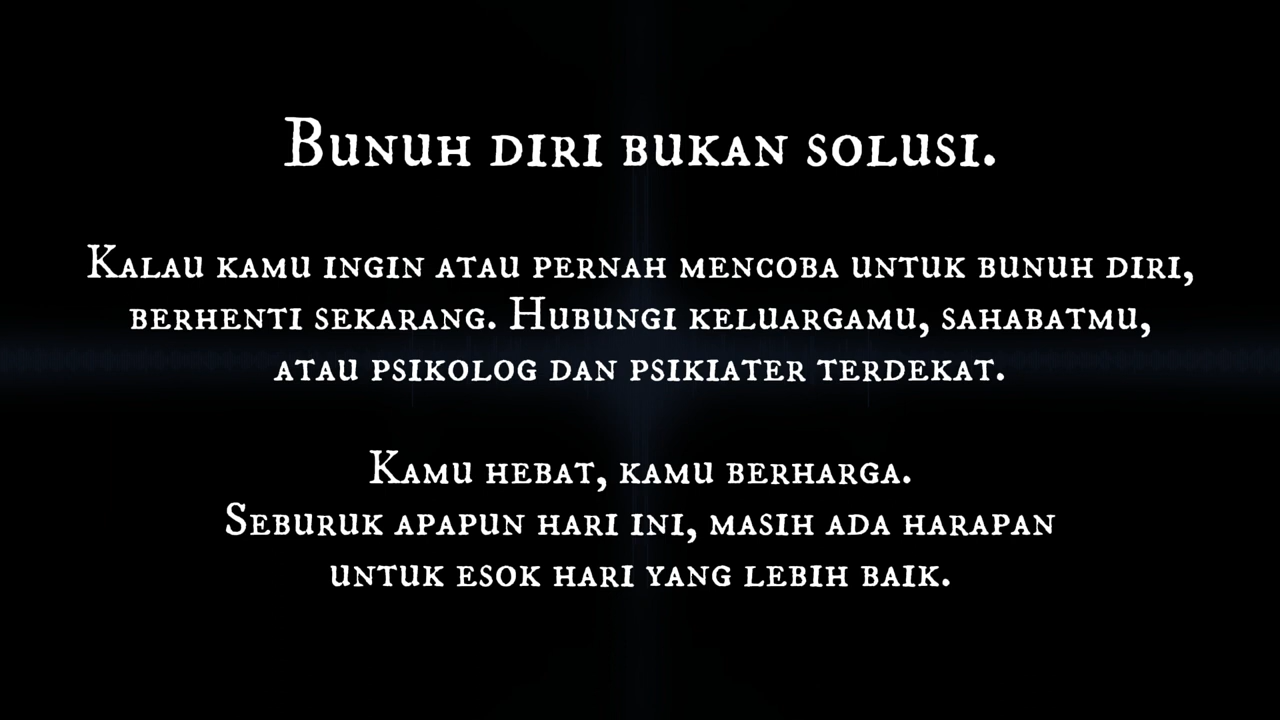 Bunuh diri bukan solusi.
Kalau kamu ingin atau pernah mencoba untuk bunuh diri,
berhenti sekarang. Hubungi keluargamu, sahabatmu,
atau psikolog dan psikiater terdekat.
Kamu hebat, kamu berharga.
Seburuk apapun hari ini, masih ada harapan
untuk esok hari yang lebih baik.